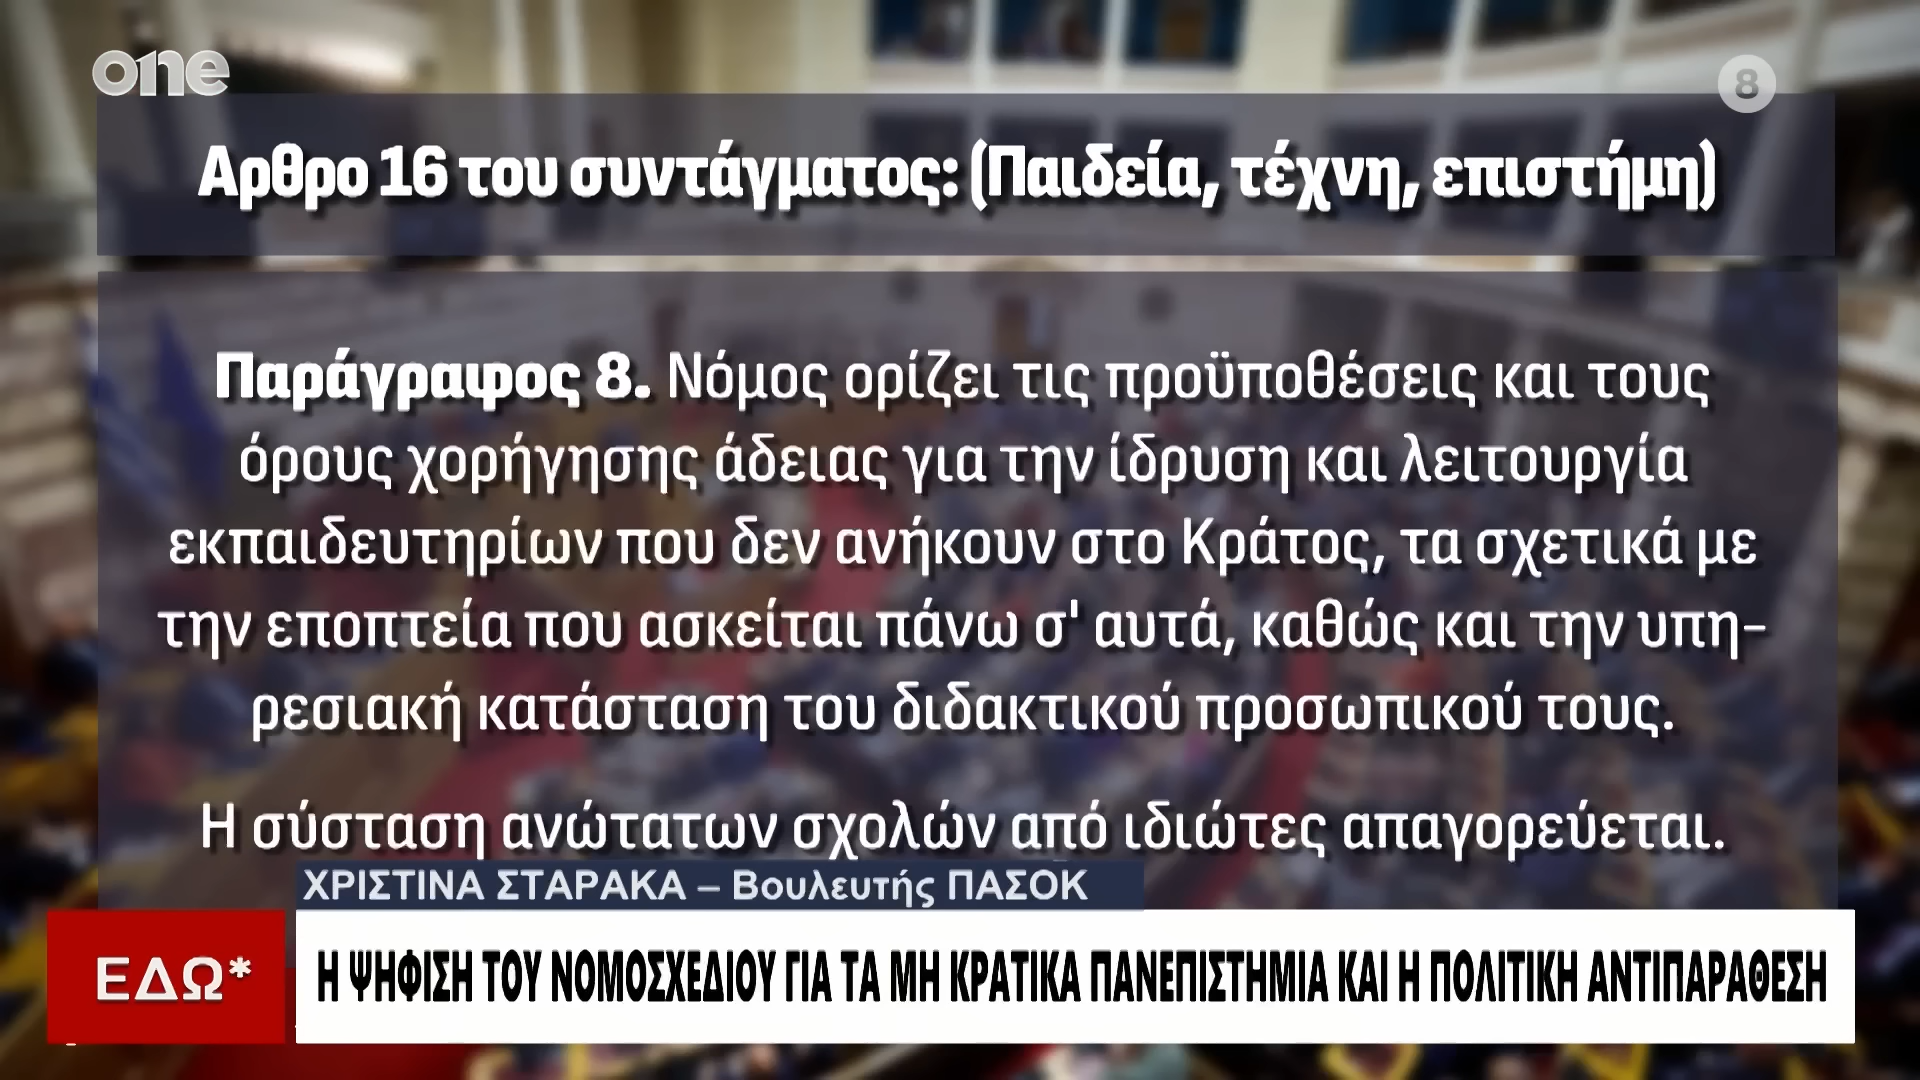 one
8
Αρθρο 16 του συντάγματος: (Παιδεία, τέχνη, επιστήμη)
Παράγραφος 8. Νόμος ορίζει τις προϋποθέσεις και τους
όρους χορήγησης άδειας για την ίδρυση και λειτουργία
εκπαιδευτηρίων που δεν ανήκουν στο Κράτος, τα σχετικά με
την εποπτεία που ασκείται πάνω σ' αυτά, καθώς και την υπη-
ρεσιακή κατάσταση του διδακτικού προσωπικού τους.
Η σύσταση ανώτατων σχολών από ιδιώτες απαγορεύεται.
ΧΡΙΣΤΙΝΑ ΣΤΑΡΑΚΑ – Βουλευτής ΠΑΣΟΚ
ΕΔΩ*
Η ΨΗΦΙΣΗ ΤΟΥ ΝΟΜΟΣΧΕΔΙΟΥ ΓΙΑ ΤΑ ΜΗ ΚΡΑΤΙΚΑ ΠΑΝΕΠΙΣΤΗΜΙΑ ΚΑΙ Η ΠΟΛΙΤΙΚΗ ΑΝΤΙΠΑΡΑΘΕΣΗ